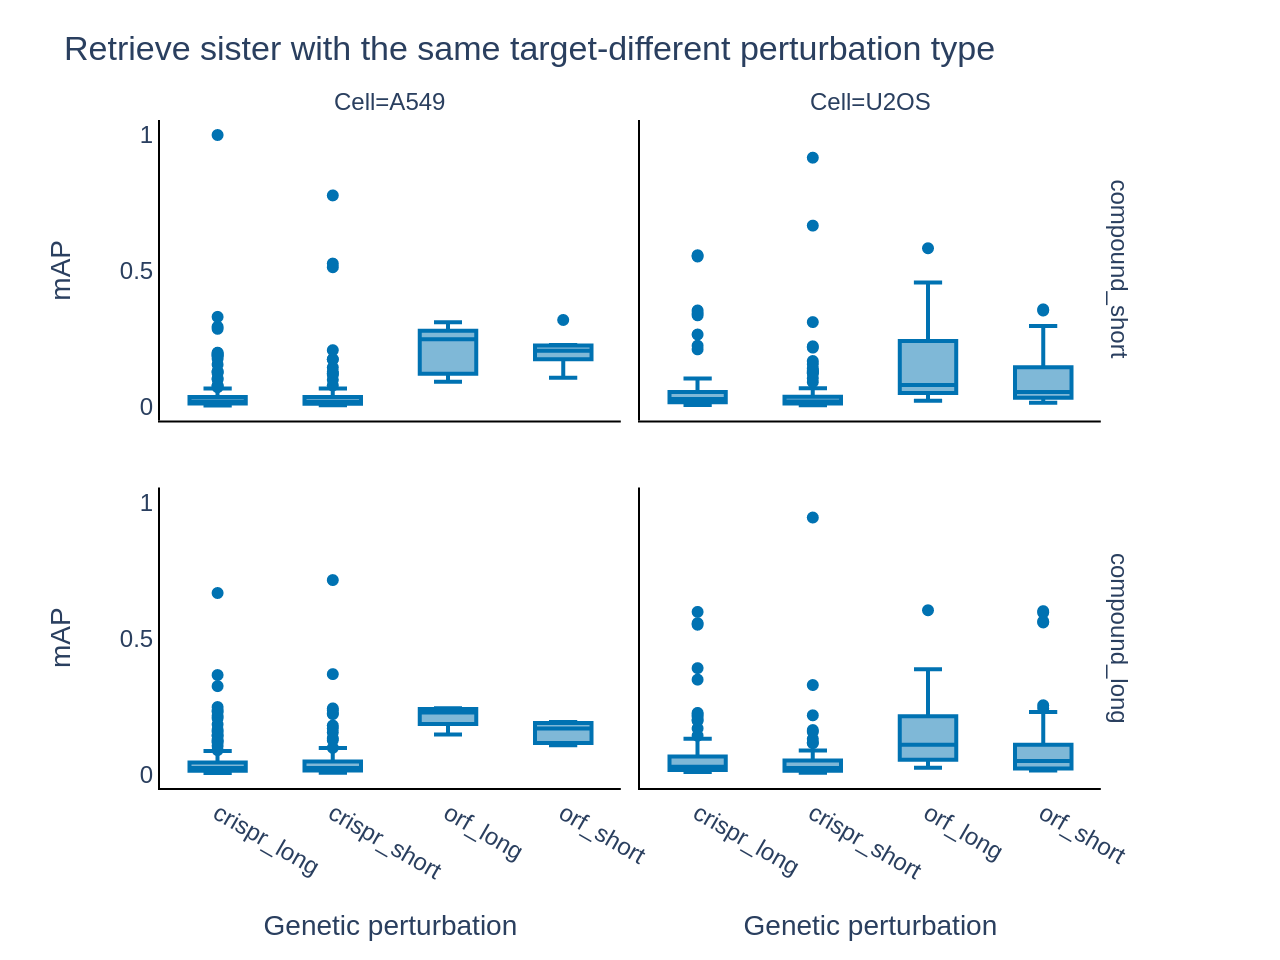 Retrieve sister with the same target-different perturbation type
Cell=A549
Cell=U2OS
mAP
1
0.5
0
compound_short
mAP
1
0.5
0
compound_long
crispr_long
crispr_short
orf_long
orf_short
crispr_long
crispr_short
orf_long
orf_short
Genetic perturbation
Genetic perturbation